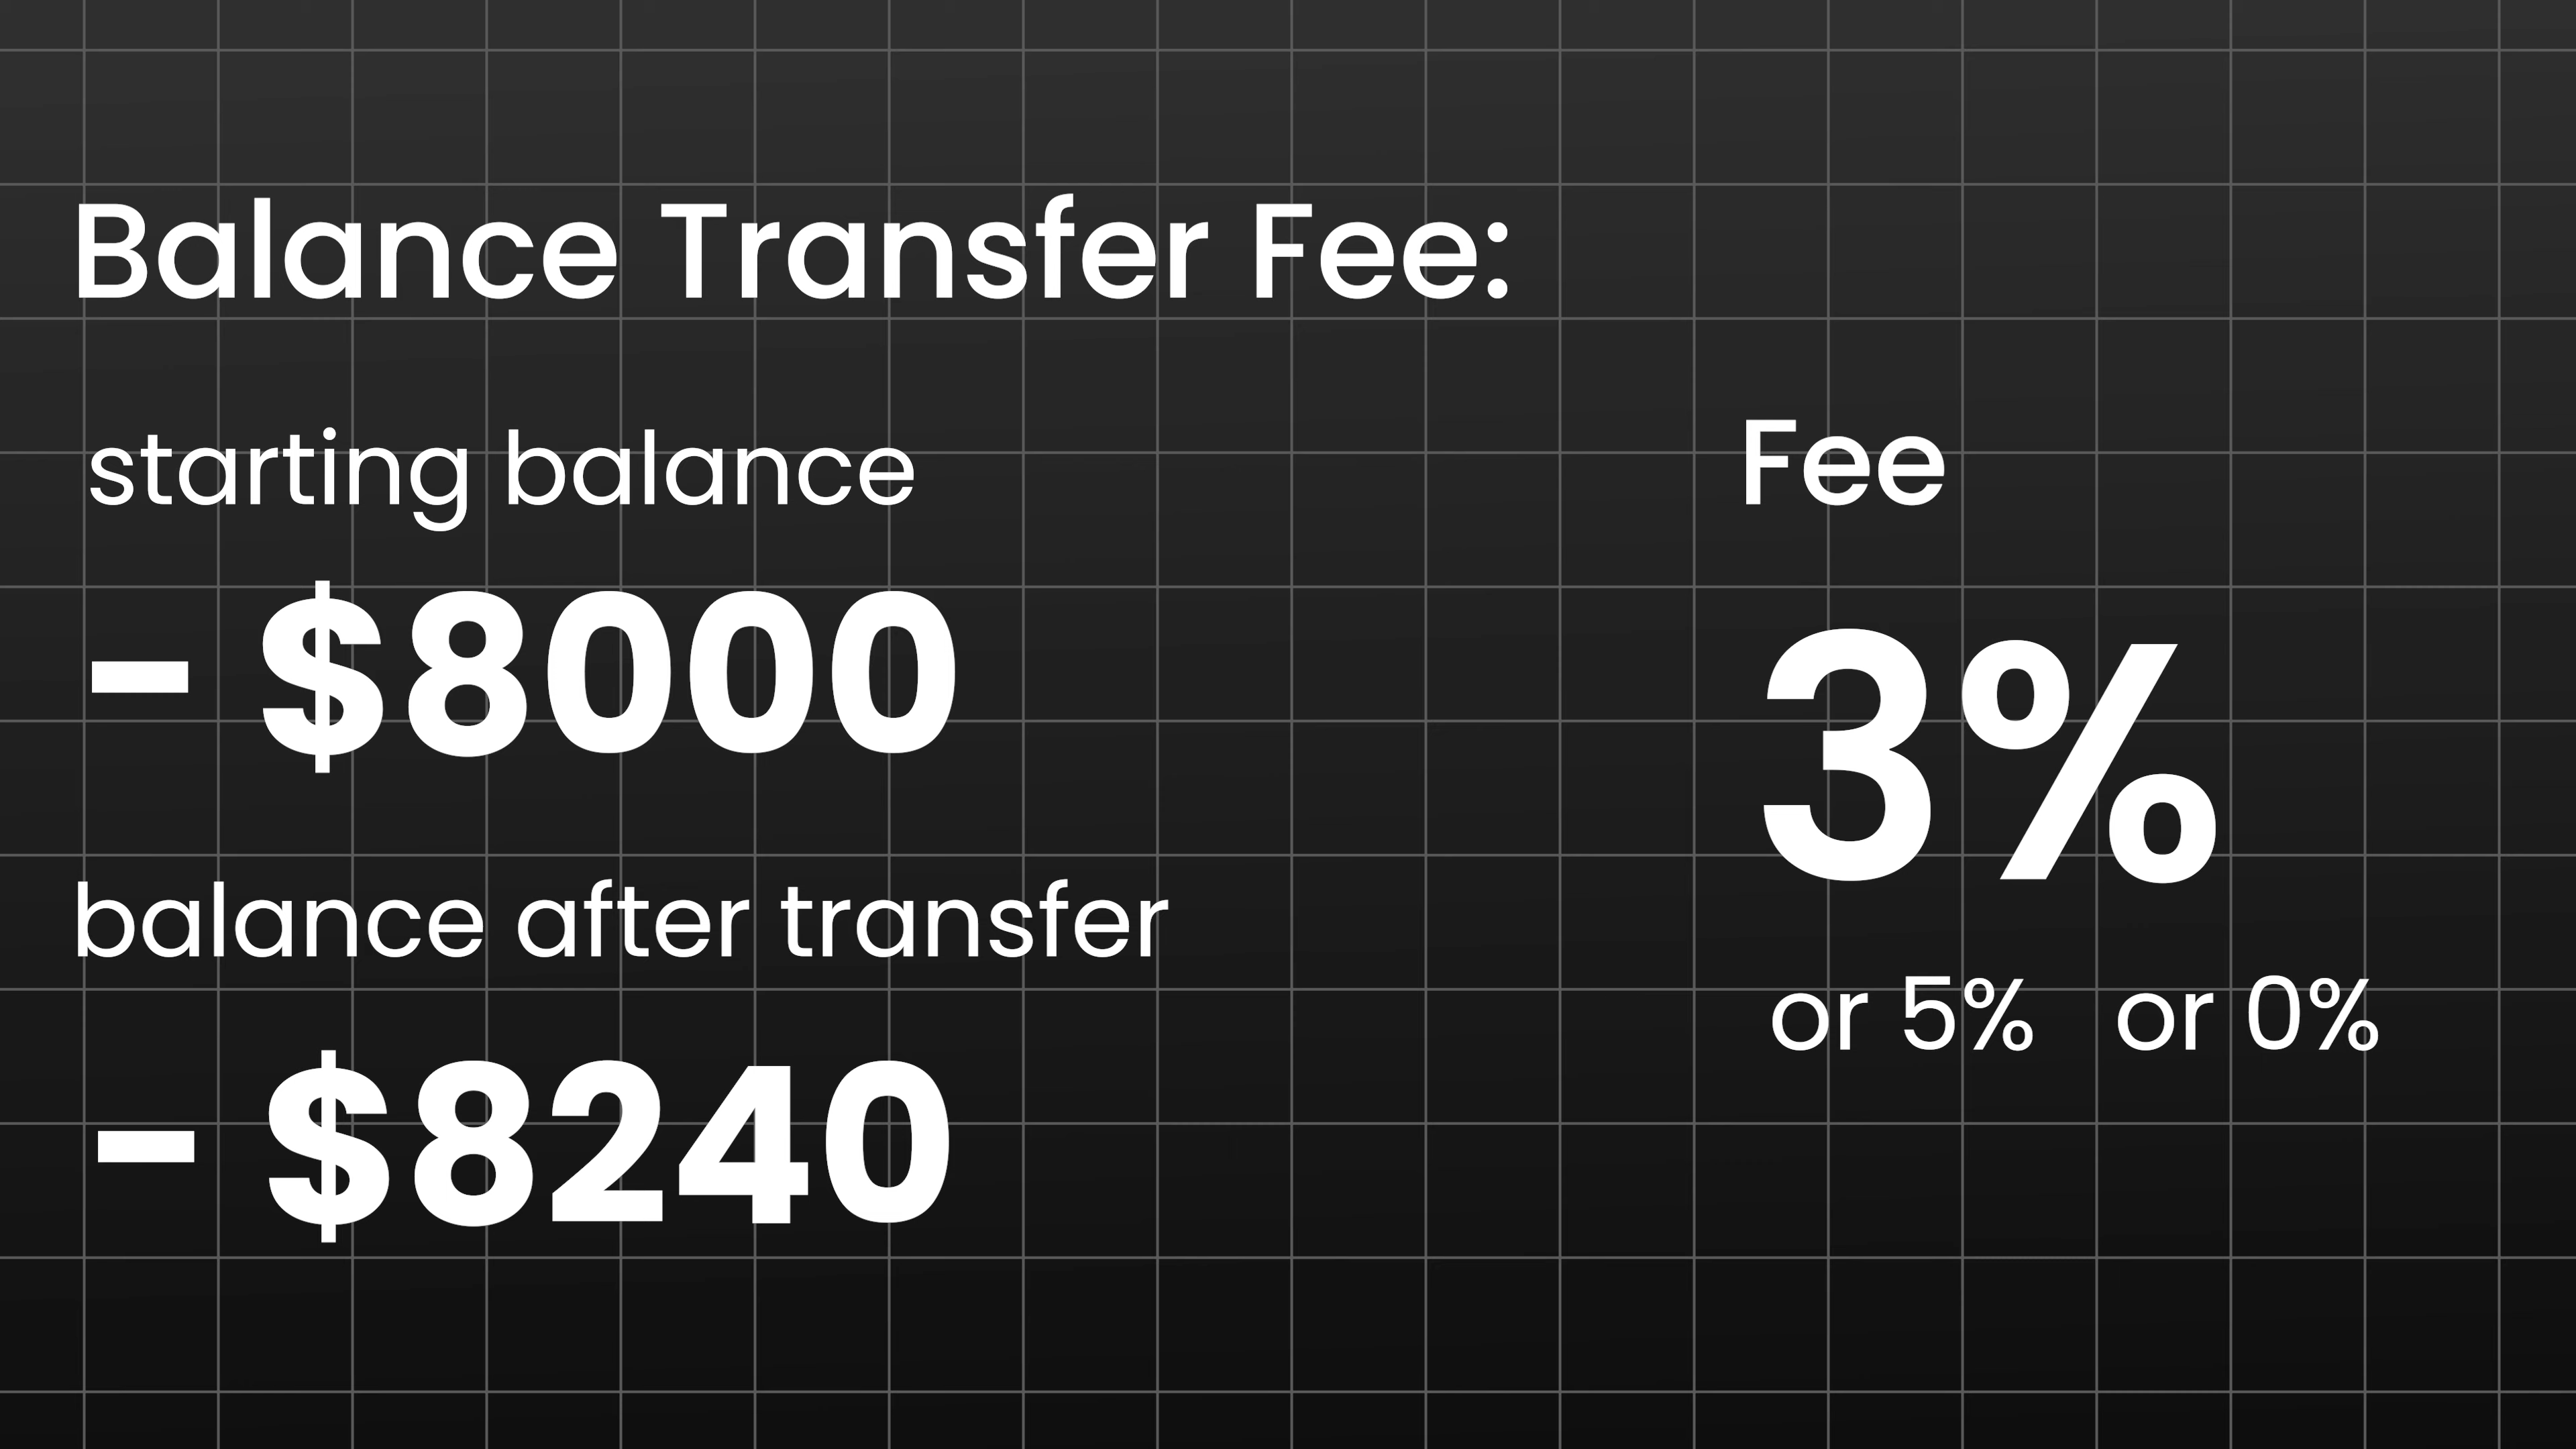 Balance Transfer Fee:
starting balance
- $8000
balance after transfer
- $8240
Fee
3%
or 5% or 0%